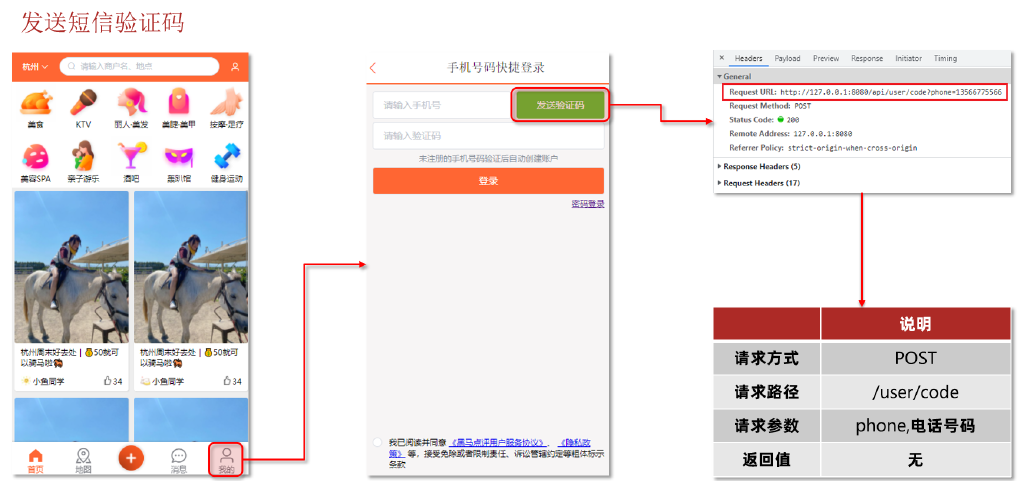 发送短信验证码
杭州
请输入商户名、地点
美食
KTV
丽人·美发
美睫·美甲
按摩·足疗
美容SPA
亲子游乐
酒吧
轰趴馆
健身运动
杭州周末好去处 | 💰50就可以骑马啦
小鱼同学
34
杭州周末好去处 | 💰50就可以骑马啦
小鱼同学
34
首页
地图
消息
我的
手机号码快捷登录
请输入手机号
发送验证码
请输入验证码
未注册的手机号码验证后自动创建账户
登录
密码登录
我已阅读并同意 《黑马点评用户服务协议》、《隐私政
策》 等，接受免除或者限制责任、诉讼管辖约定等粗体标示
条款
× Headers Payload Preview Response Initiator Timing
General
Request URL: http://127.0.0.1:8080/api/user/code?phone=13566775566
Request Method: POST
Status Code: 200
Remote Address: 127.0.0.1:8080
Referrer Policy: strict-origin-when-cross-origin
Response Headers (5)
Request Headers (17)
说明
请求方式 POST
请求路径 /user/code
请求参数 phone,电话号码
返回值 无